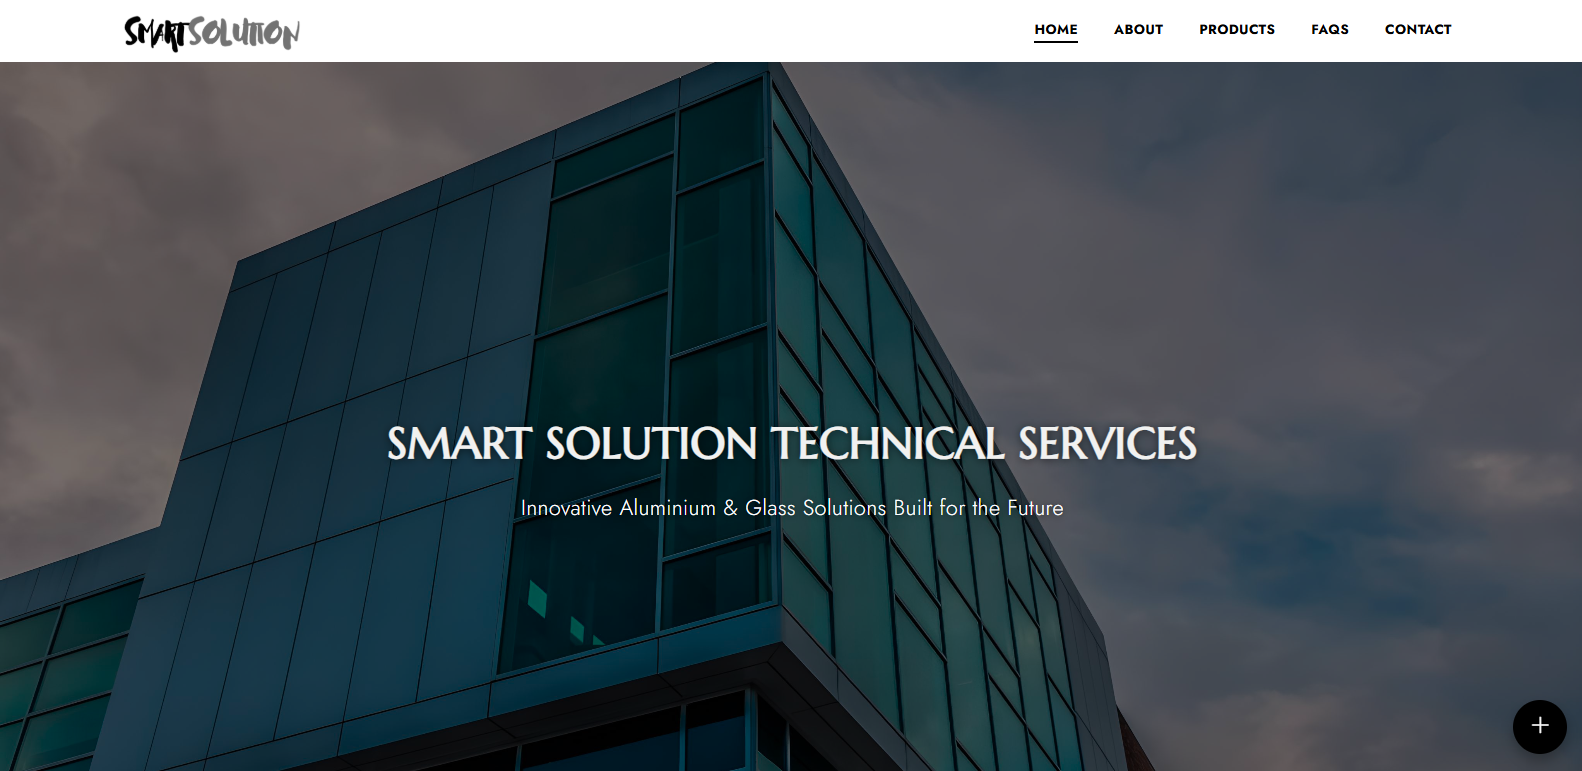 SMARTSOLUTION
HOME ABOUT PRODUCTS FAQS CONTACT
SMART SOLUTION TECHNICAL SERVICES
Innovative Aluminium & Glass Solutions Built for the Future
+